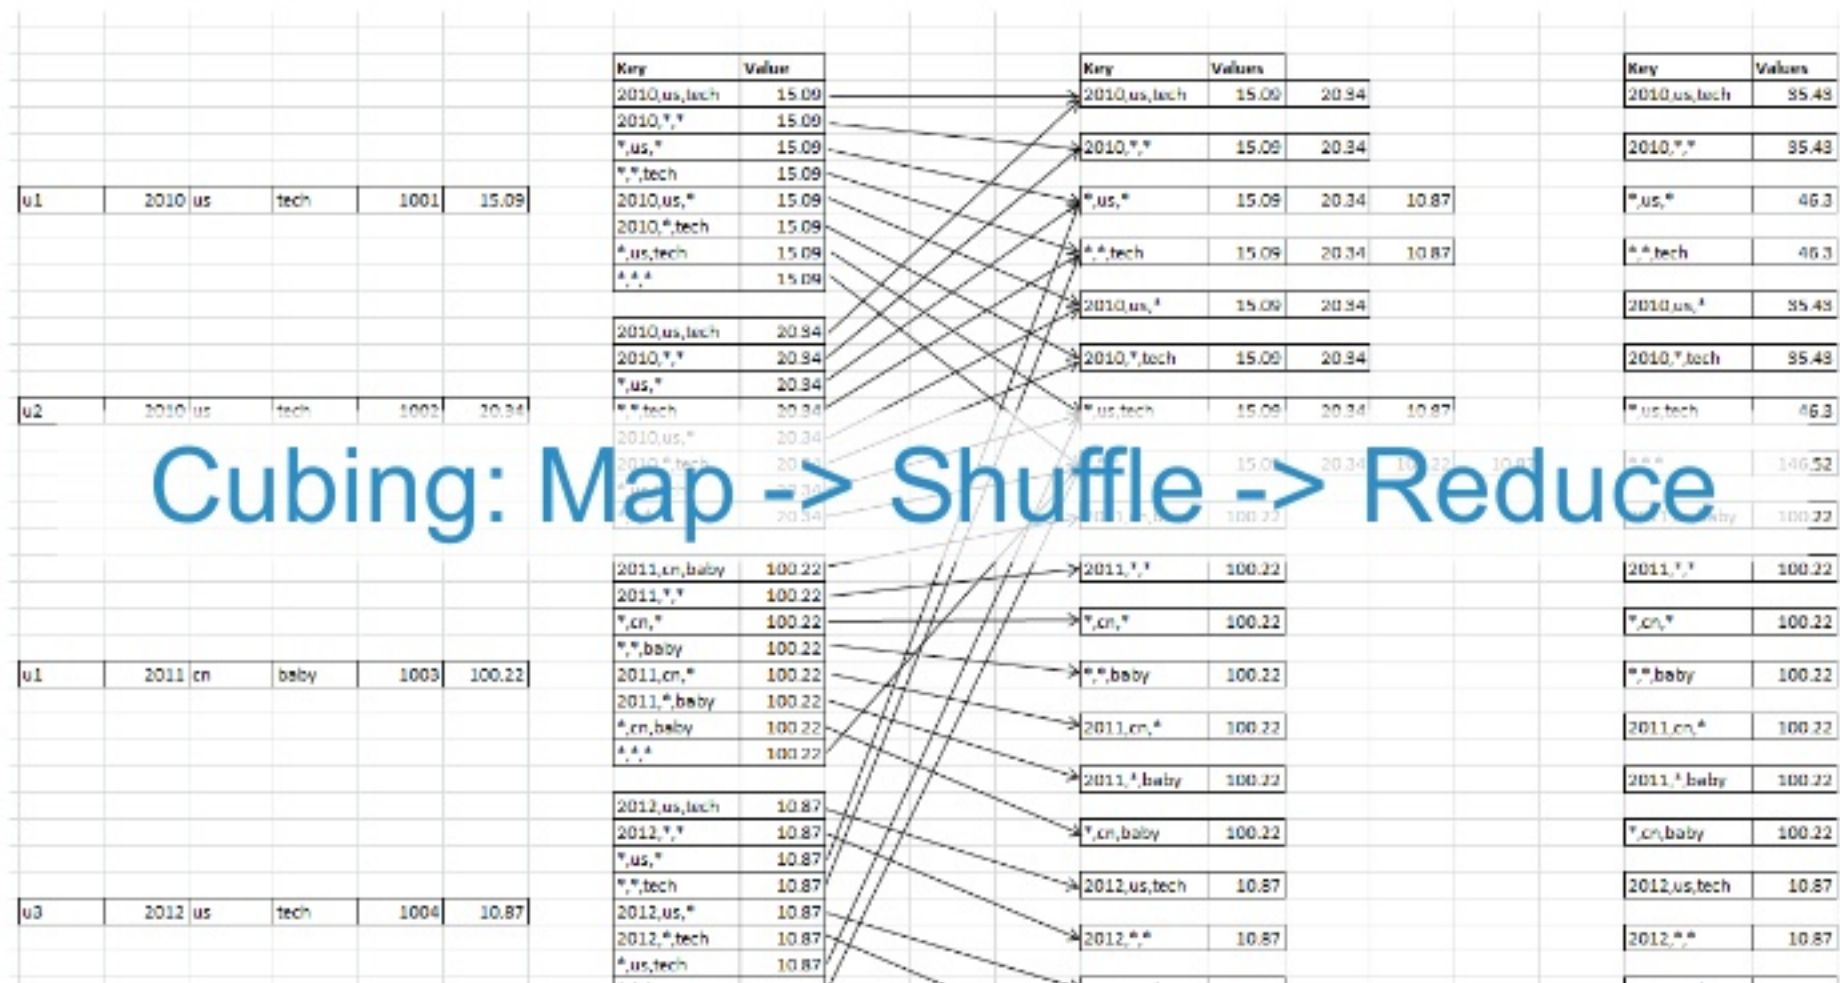 Key Value Key Values Key Values
2010,us,tech 15.09 2010,us,tech 15.09 20.34 2010,us,tech 35.43
2010,*,* 15.09
*,us,* 15.09 2010,*,* 15.09 20.34 2010,*,* 35.43
*,*,tech 15.09
u1 2010 us tech 1001 15.09 2010,us,* 15.09 *,us,* 15.09 20.34 10.87 *,us,* 46.3
2010,*,tech 15.09
*,us,tech 15.09 *,*,tech 15.09 20.34 10.87 *,*,tech 46.3
*,*,* 15.09
2010,us,* 15.09 20.34 2010,us,* 35.43
2010,us,tech 20.34
2010,*,* 20.34 2010,*,tech 15.09 20.34 2010,*,tech 35.43
*,us,* 20.34
u2 2010 us tech 1002 20.34 *,*,tech 20.34 *,us,tech 15.09 20.34 10.87 *,us,tech 46.3
2010,us,* 20.34
Cubing: Map -> Shuffle -> Reduce
20.34 100.22 100.22
2011,cn,baby 100.22 2011,*,* 100.22 2011,*,* 100.22
2011,*,* 100.22
*,cn,* 100.22 *,cn,* 100.22 *,cn,* 100.22
*,*,baby 100.22
u1 2011 cn baby 1003 100.22 2011,cn,* 100.22 *,*,baby 100.22 *,*,baby 100.22
2011,*,baby 100.22
*,cn,baby 100.22 2011,cn,* 100.22 2011,cn,* 100.22
*,*,* 100.22
2011,*,baby 100.22 2011,*,baby 100.22
2012,us,tech 10.87
2012,*,* 10.87 *,cn,baby 100.22 *,cn,baby 100.22
*,us,* 10.87
*,*,tech 10.87 2012,us,tech 10.87 2012,us,tech 10.87
u3 2012 us tech 1004 10.87 2012,us,* 10.87
2012,*,tech 10.87 2012,*,* 10.87 2012,*,* 10.87
*,us,tech 10.87